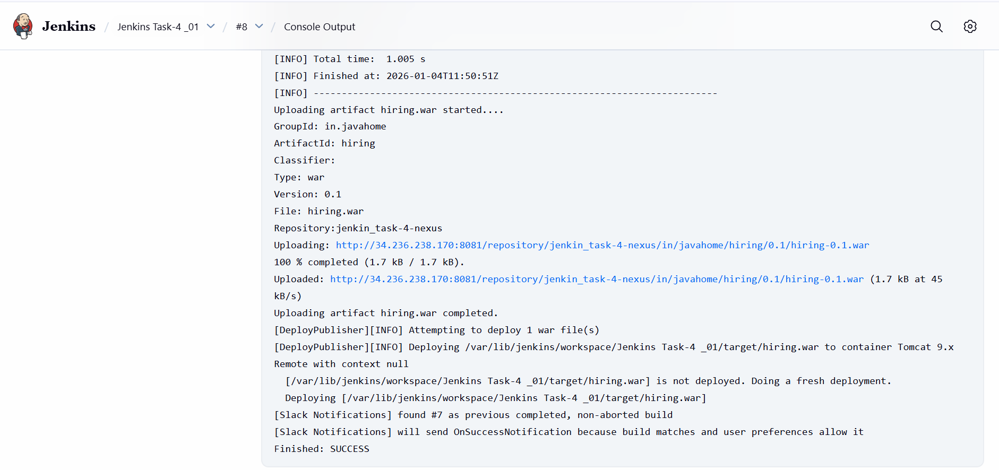 Jenkins / Jenkins Task-4 _01 / #8 / Console Output
[INFO] Total time:  1.005 s
[INFO] Finished at: 2026-01-04T11:50:51Z
[INFO] ------------------------------------------------------------------------
Uploading artifact hiring.war started....
GroupId: in.javahome
ArtifactId: hiring
Classifier:
Type: war
Version: 0.1
File: hiring.war
Repository:jenkin_task-4-nexus
Uploading: http://34.236.238.170:8081/repository/jenkin_task-4-nexus/in/javahome/hiring/0.1/hiring-0.1.war
100 % completed (1.7 kB / 1.7 kB).
Uploaded: http://34.236.238.170:8081/repository/jenkin_task-4-nexus/in/javahome/hiring/0.1/hiring-0.1.war (1.7 kB at 45
kB/s)
Uploading artifact hiring.war completed.
[DeployPublisher][INFO] Attempting to deploy 1 war file(s)
[DeployPublisher][INFO] Deploying /var/lib/jenkins/workspace/Jenkins Task-4 _01/target/hiring.war to container Tomcat 9.x
Remote with context null
  [/var/lib/jenkins/workspace/Jenkins Task-4 _01/target/hiring.war] is not deployed. Doing a fresh deployment.
  Deploying [/var/lib/jenkins/workspace/Jenkins Task-4 _01/target/hiring.war]
[Slack Notifications] found #7 as previous completed, non-aborted build
[Slack Notifications] will send OnSuccessNotification because build matches and user preferences allow it
Finished: SUCCESS